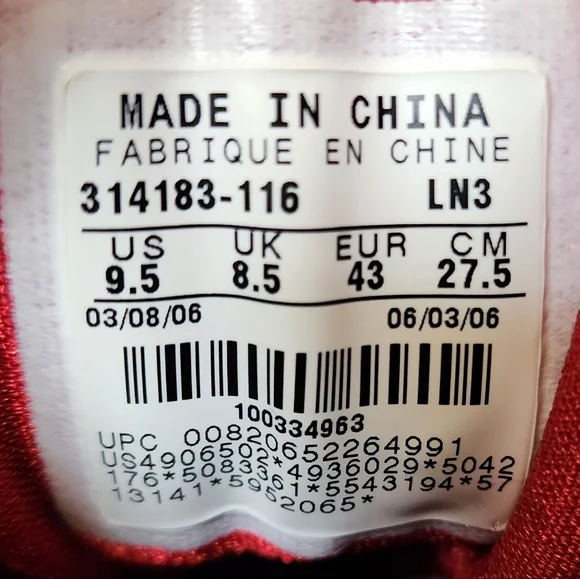 MADE IN CHINA
FABRIQUE EN CHINE
314183-116 LN3
US UK EUR CM
9.5 8.5 43 27.5
03/08/06 06/03/06
100334963
UPC 00820652264991
US4906502*4936029*5042
176*5083361*5543194*57
13141*5952065*